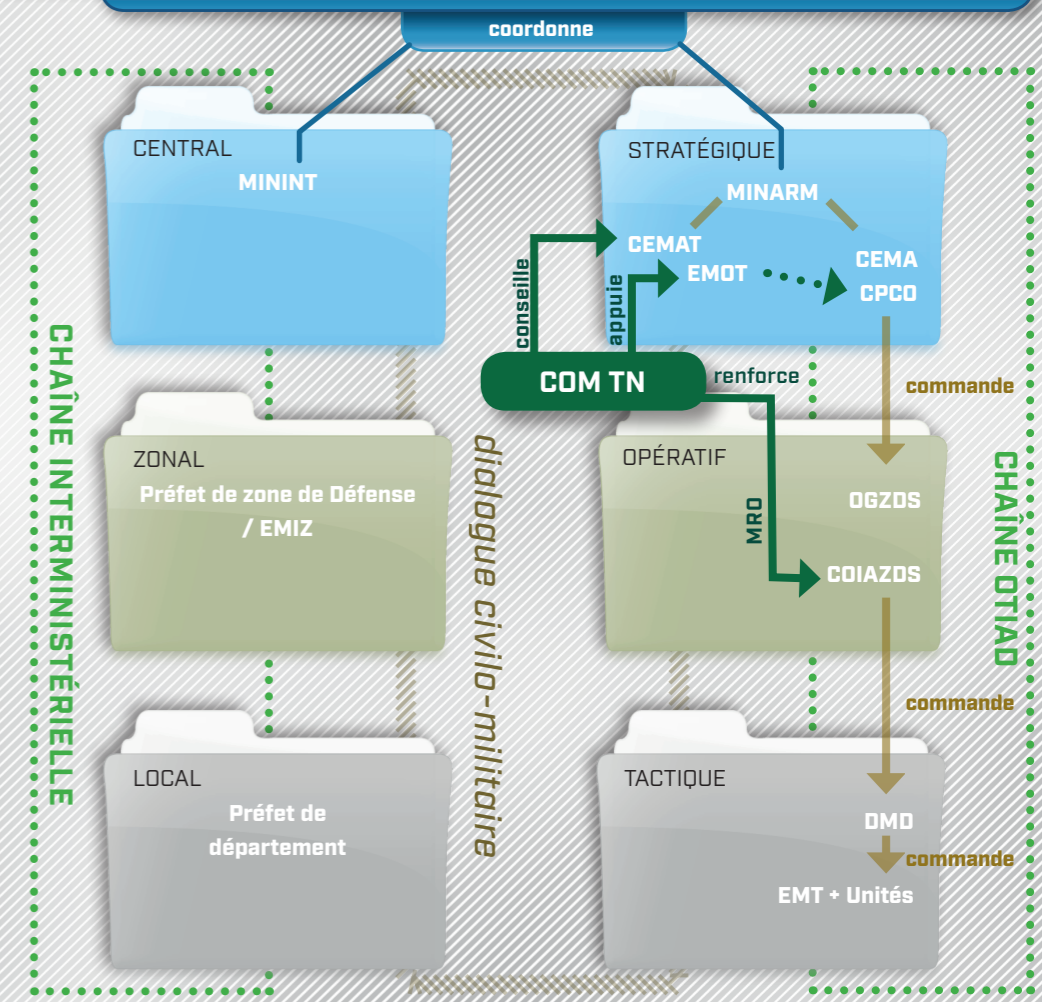 coordonne
CENTRAL
MININT
STRATÉGIQUE
MINARM
CEMAT
EMOT
CEMA
CPCO
conseille
appuie
COM TN
renforce
commande
CHAÎNE INTERMINISTÉRIELLE
dialogue civilo-militaire
CHAÎNE OTIAD
ZONAL
Préfet de zone de Défense
/ EMIZ
OPÉRATIF
OGZDS
MRO
COIAZDS
commande
LOCAL
Préfet de
département
TACTIQUE
DMD
commande
EMT + Unités